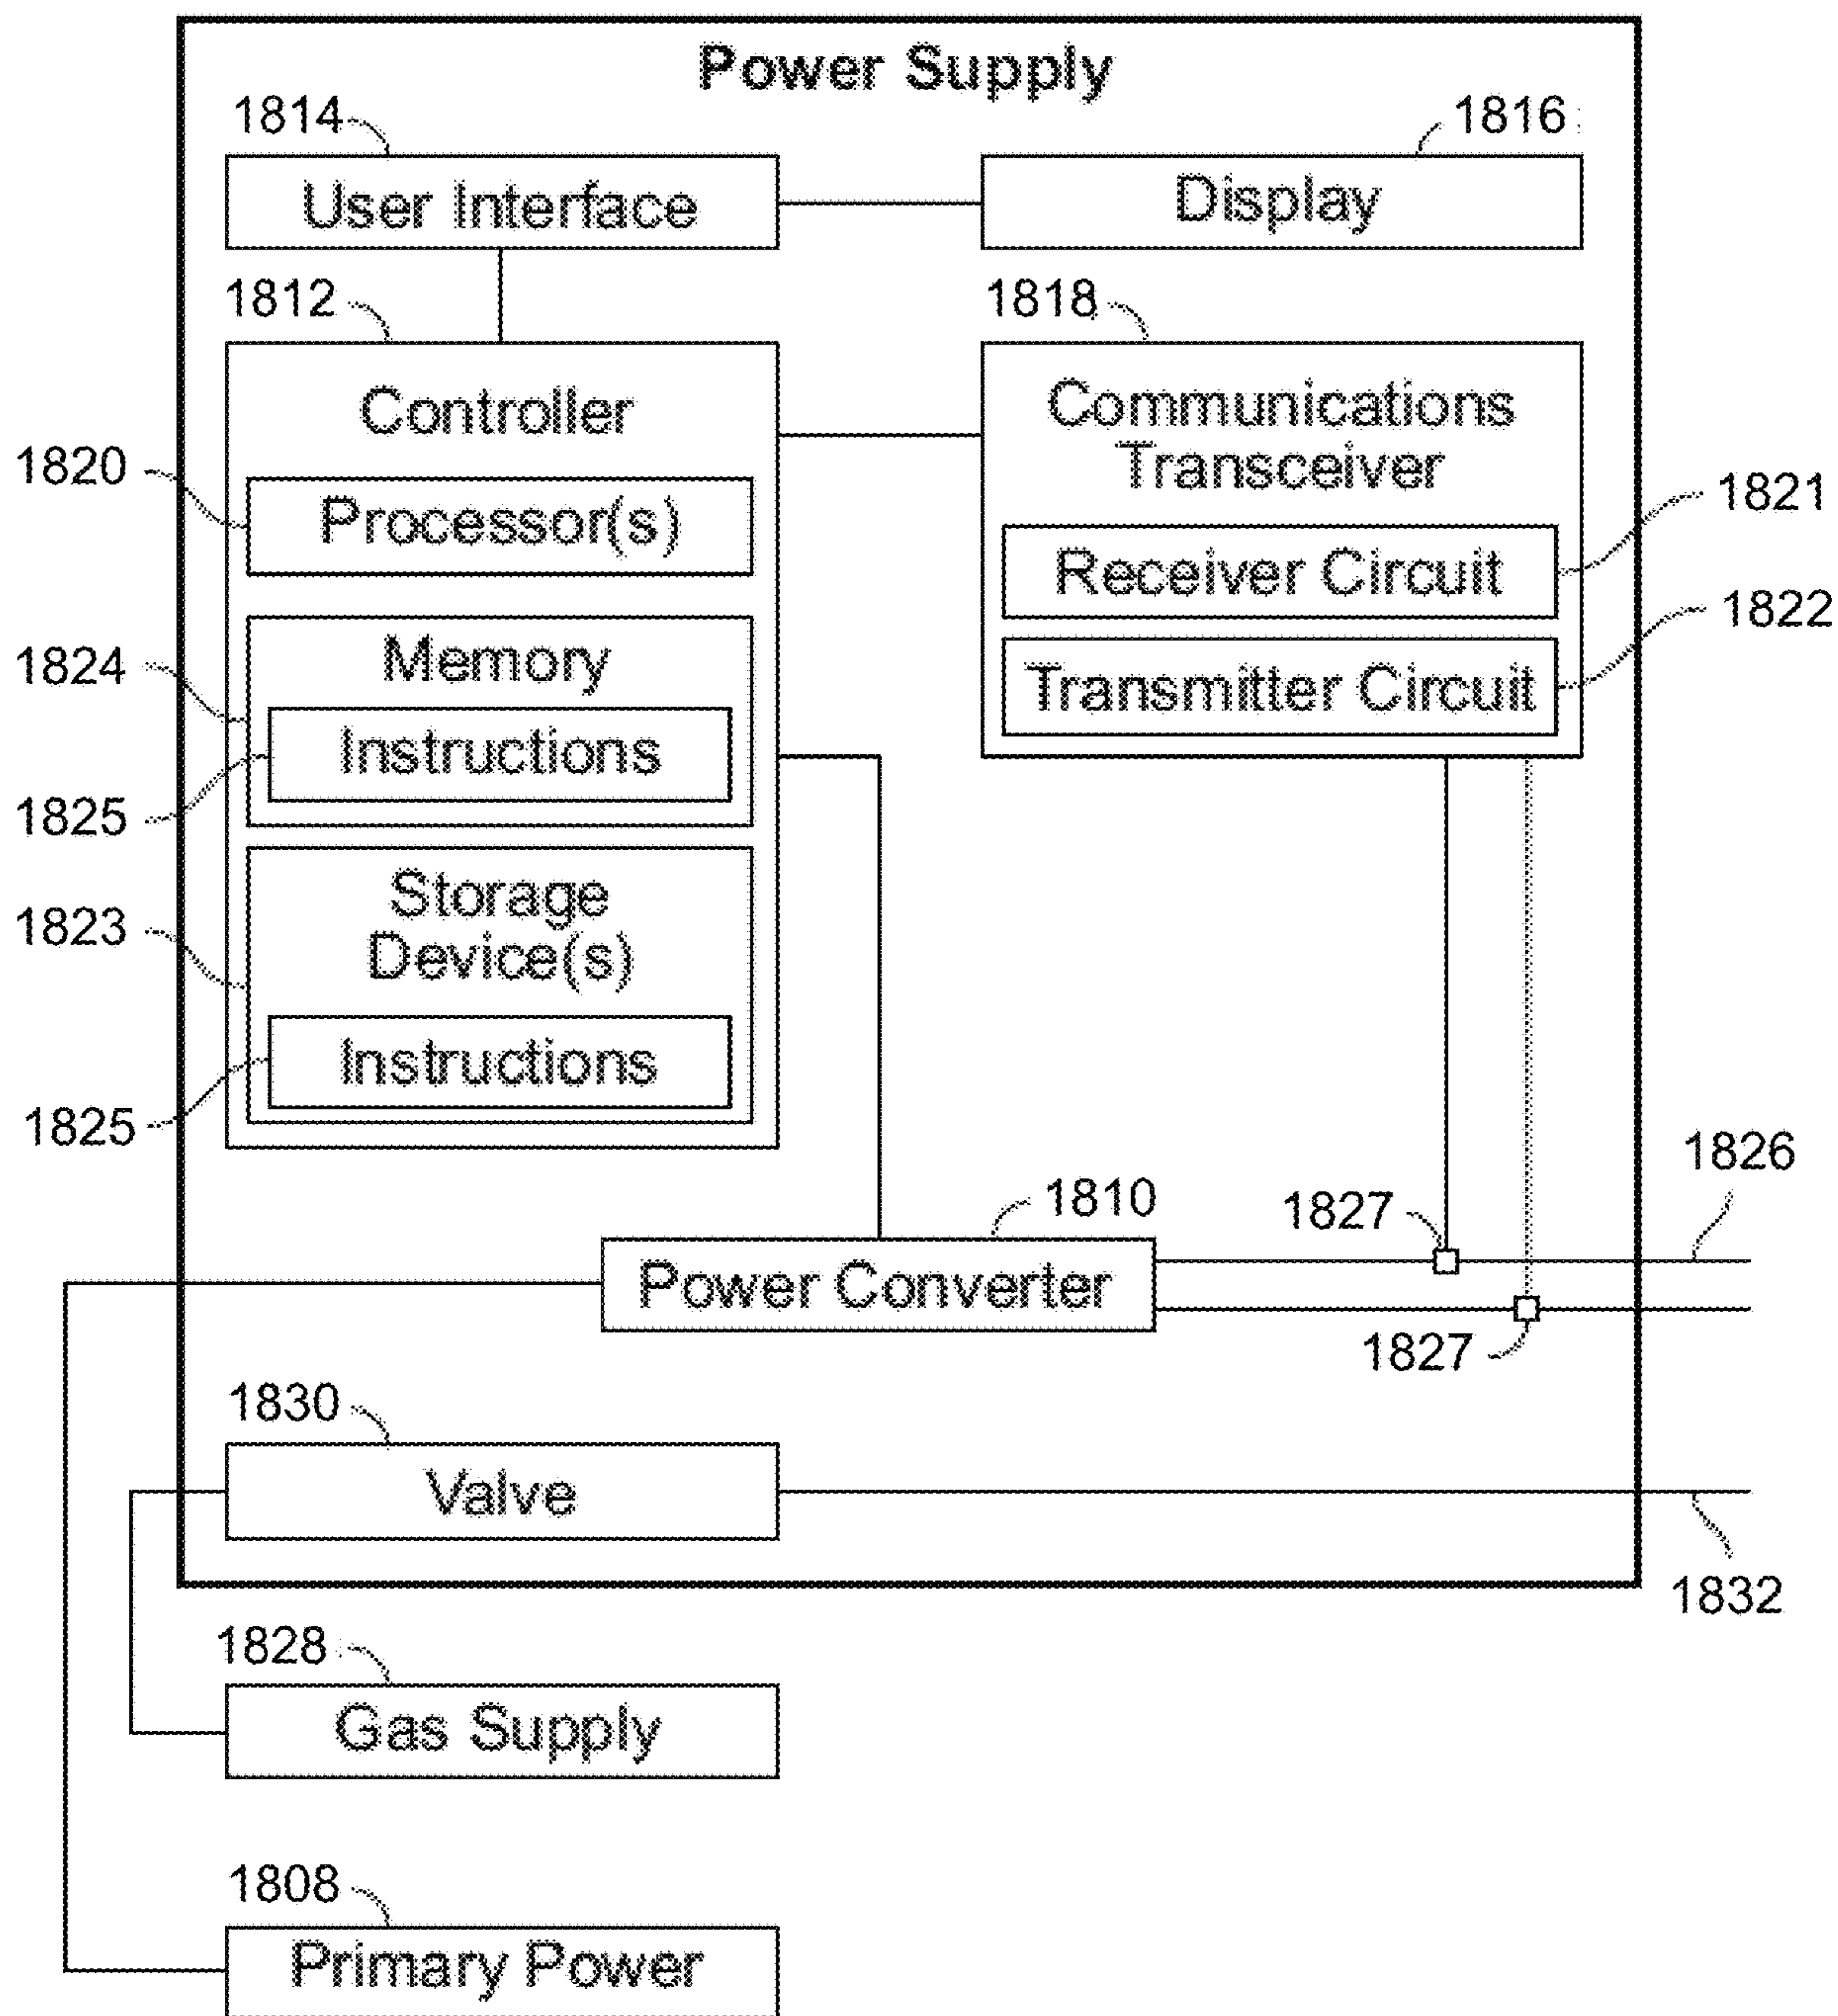 Power Supply
1814
1816
User Interface
Display
1812
1818
Controller
Communications
Transceiver
1820
Processor(s)
1821
Receiver Circuit
1822
1824
Memory
Transmitter Circuit
Instructions
1825
Storage
Device(s)
1823
Instructions
1825
1826
1810
1827
Power Converter
1827
1830
Valve
1832
1828
Gas Supply
1808
Primary Power